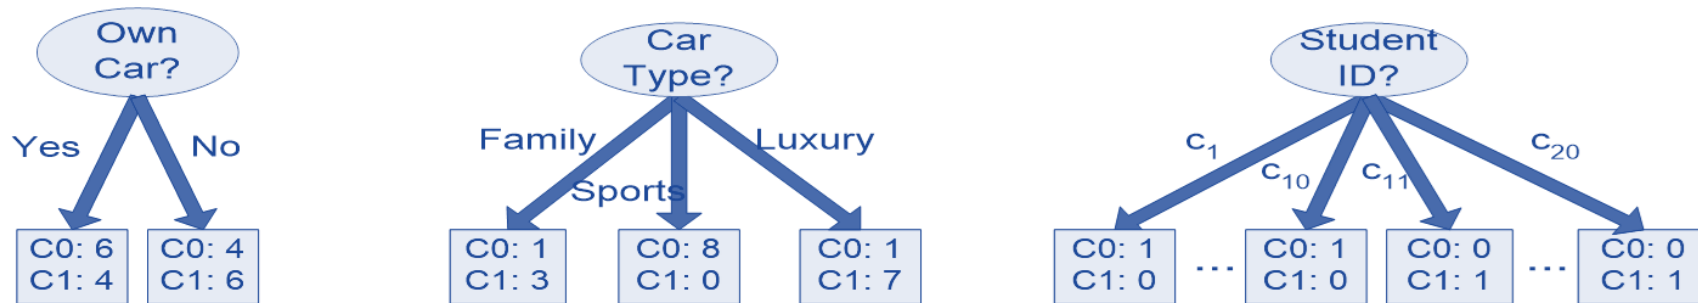 Own
Car?
Yes
No
C0: 6
C1: 4
C0: 4
C1: 6
Car
Type?
Family
Sports
Luxury
C0: 1
C1: 3
C0: 8
C1: 0
C0: 1
C1: 7
Student
ID?
c1
c10
c11
c20
C0: 1
C1: 0
...
C0: 1
C1: 0
C0: 0
C1: 1
...
C0: 0
C1: 1